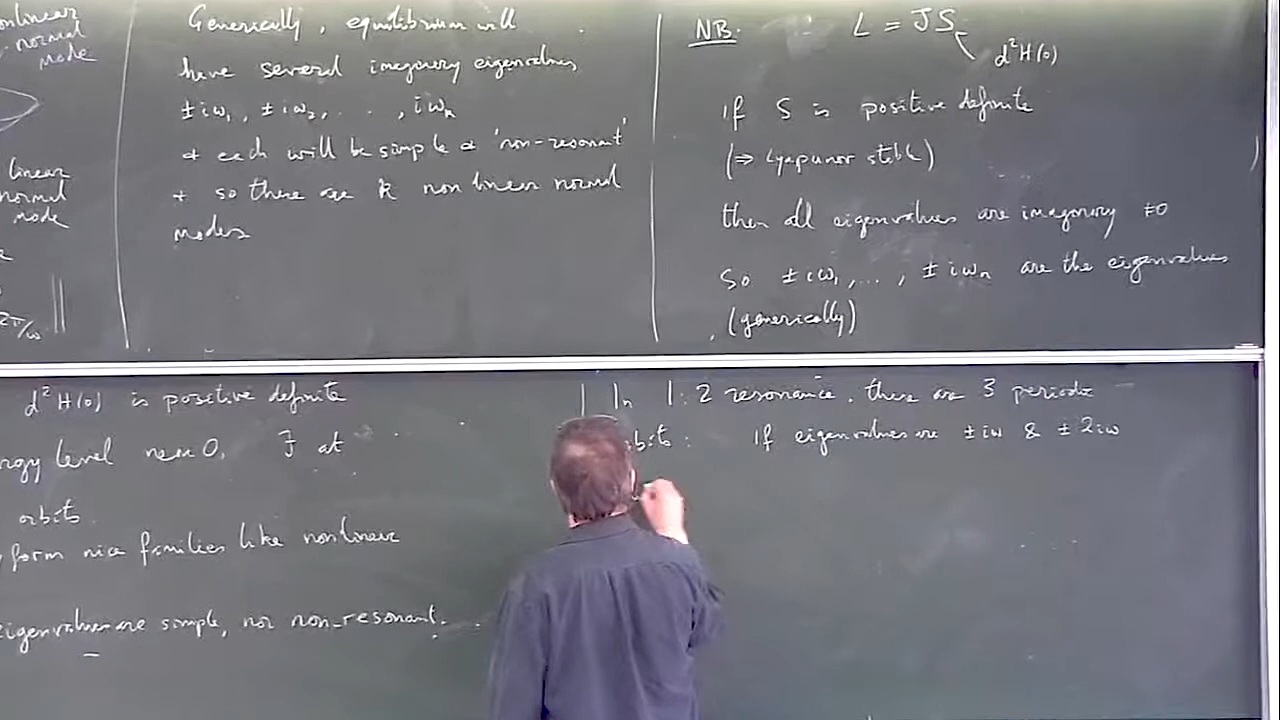 nonlinear
normal
mode
linear
normal
mode
2π/ω
Generically, equilibrium will
have several imaginary eigenvalues
±iω₁, ±iω₂, ..., iωₖ
+ each will be simple & 'non-resonant'
+ so there are k non linear normal
modes
NB. L = JS
d²H(0)
If S is positive definite
(⇒ Lyapunov stable)
then all eigenvalues are imaginary ≠0
So ±iω₁,..., ±iωₙ are the eigenvalues
(generically)
d²H(0) is positive definite
energy level near 0, ∃ at
orbits.
form nice families like nonlinear
eigenvalues are simple, nor non-resonant.
In 1:2 resonance, there are 3 periodic
orbits: If eigenvalues are ±iω & ±2iω